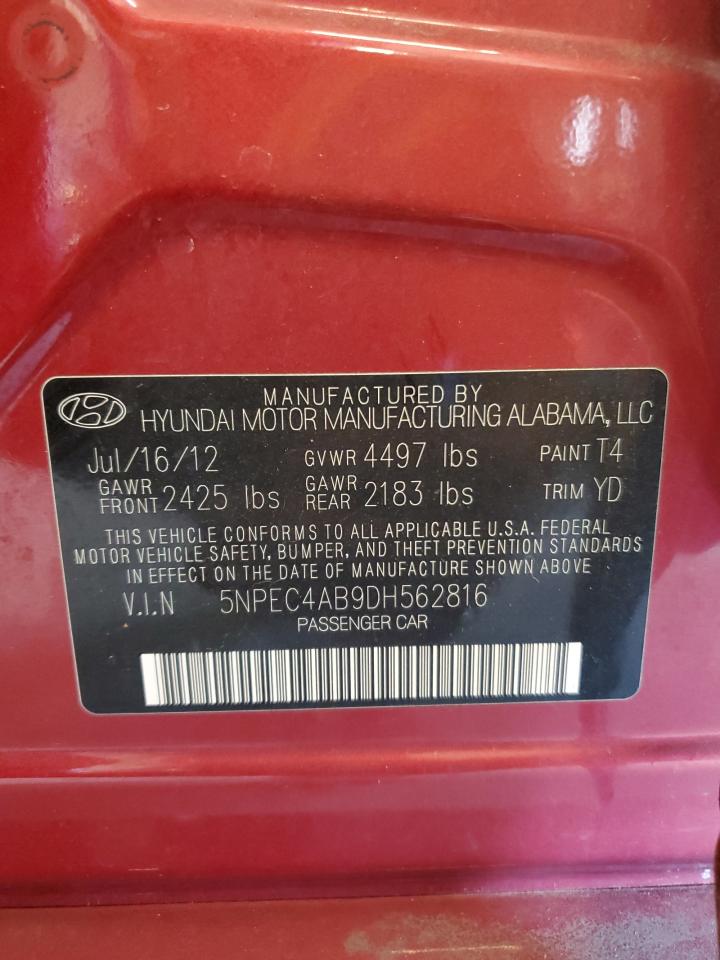 MANUFACTURED BY
HYUNDAI MOTOR MANUFACTURING ALABAMA, LLC
Jul/16/12 GVWR 4497 lbs PAINT T4
GAWR FRONT 2425 lbs GAWR REAR 2183 lbs TRIM YD
THIS VEHICLE CONFORMS TO ALL APPLICABLE U.S.A. FEDERAL
MOTOR VEHICLE SAFETY, BUMPER, AND THEFT PREVENTION STANDARDS
IN EFFECT ON THE DATE OF MANUFACTURE SHOWN ABOVE
V.I.N 5NPEC4AB9DH562816
PASSENGER CAR